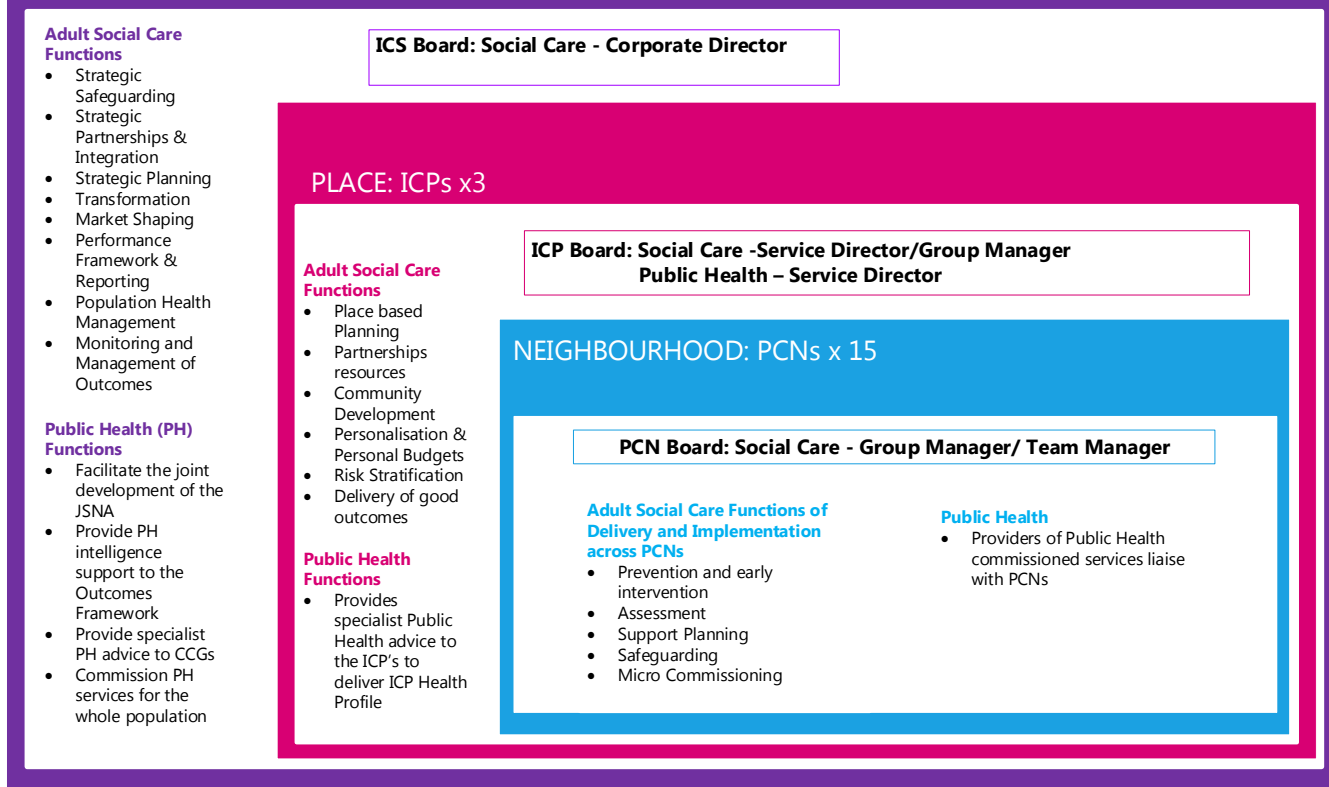 Adult Social Care
Functions
• Strategic
Safeguarding
• Strategic
Partnerships &
Integration
• Strategic Planning
• Transformation
• Market Shaping
• Performance
Framework &
Reporting
• Population Health
Management
• Monitoring and
Management of
Outcomes
Public Health (PH)
Functions
• Facilitate the joint
development of the
JSNA
• Provide PH
intelligence
support to the
Outcomes
Framework
• Provide specialist
PH advice to CCGs
• Commission PH
services for the
whole population
ICS Board: Social Care - Corporate Director
PLACE: ICPs x3
ICP Board: Social Care -Service Director/Group Manager
Public Health – Service Director
Adult Social Care
Functions
• Place based
Planning
• Partnerships
resources
• Community
Development
• Personalisation &
Personal Budgets
• Risk Stratification
• Delivery of good
outcomes
Public Health
Functions
• Provides
specialist Public
Health advice to
the ICP's to
deliver ICP Health
Profile
NEIGHBOURHOOD: PCNs x 15
PCN Board: Social Care - Group Manager/ Team Manager
Adult Social Care Functions of
Delivery and Implementation
across PCNs
• Prevention and early
intervention
• Assessment
• Support Planning
• Safeguarding
• Micro Commissioning
Public Health
• Providers of Public Health
commissioned services liaise
with PCNs